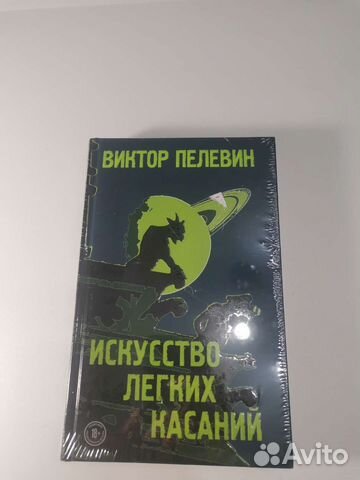 ВИКТОР ПЕЛЕВИН
ИСКУССТВО
ЛЕГКИХ
КАСАНИЙ
18+
Avito